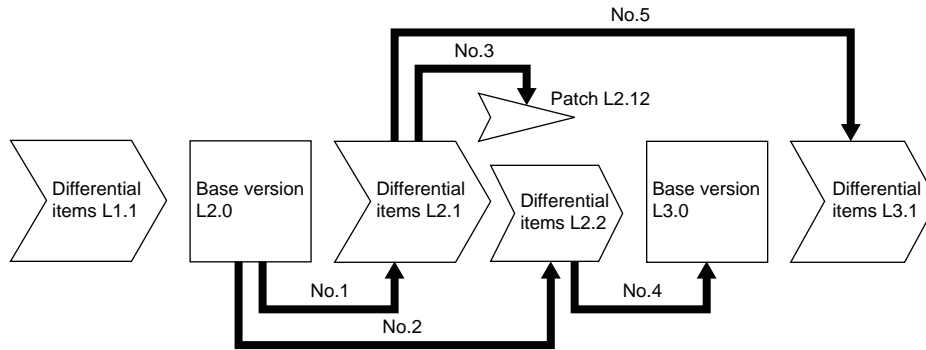 No.5
No.3
Patch L2.12
Differential
items L1.1
Base version
L2.0
Differential
items L2.1
Differential
items L2.2
Base version
L3.0
Differential
items L3.1
No.1
No.4
No.2